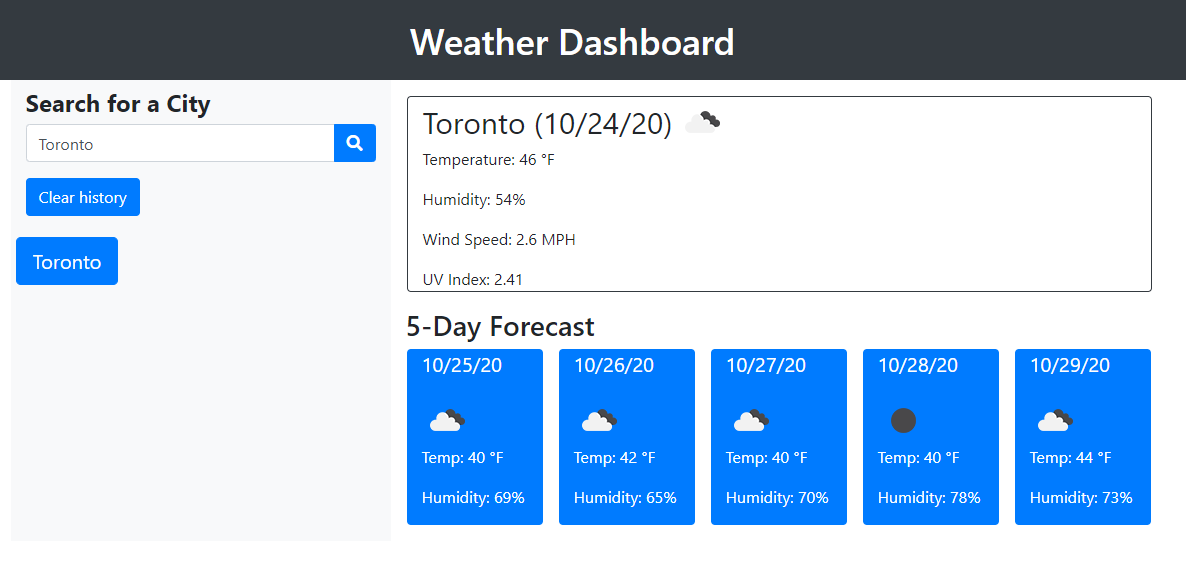 Weather Dashboard
Search for a City
Toronto
Clear history
Toronto
Toronto (10/24/20)
Temperature: 46 °F
Humidity: 54%
Wind Speed: 2.6 MPH
UV Index: 2.41
5-Day Forecast
10/25/20
Temp: 40 °F
Humidity: 69%
10/26/20
Temp: 42 °F
Humidity: 65%
10/27/20
Temp: 40 °F
Humidity: 70%
10/28/20
Temp: 40 °F
Humidity: 78%
10/29/20
Temp: 44 °F
Humidity: 73%